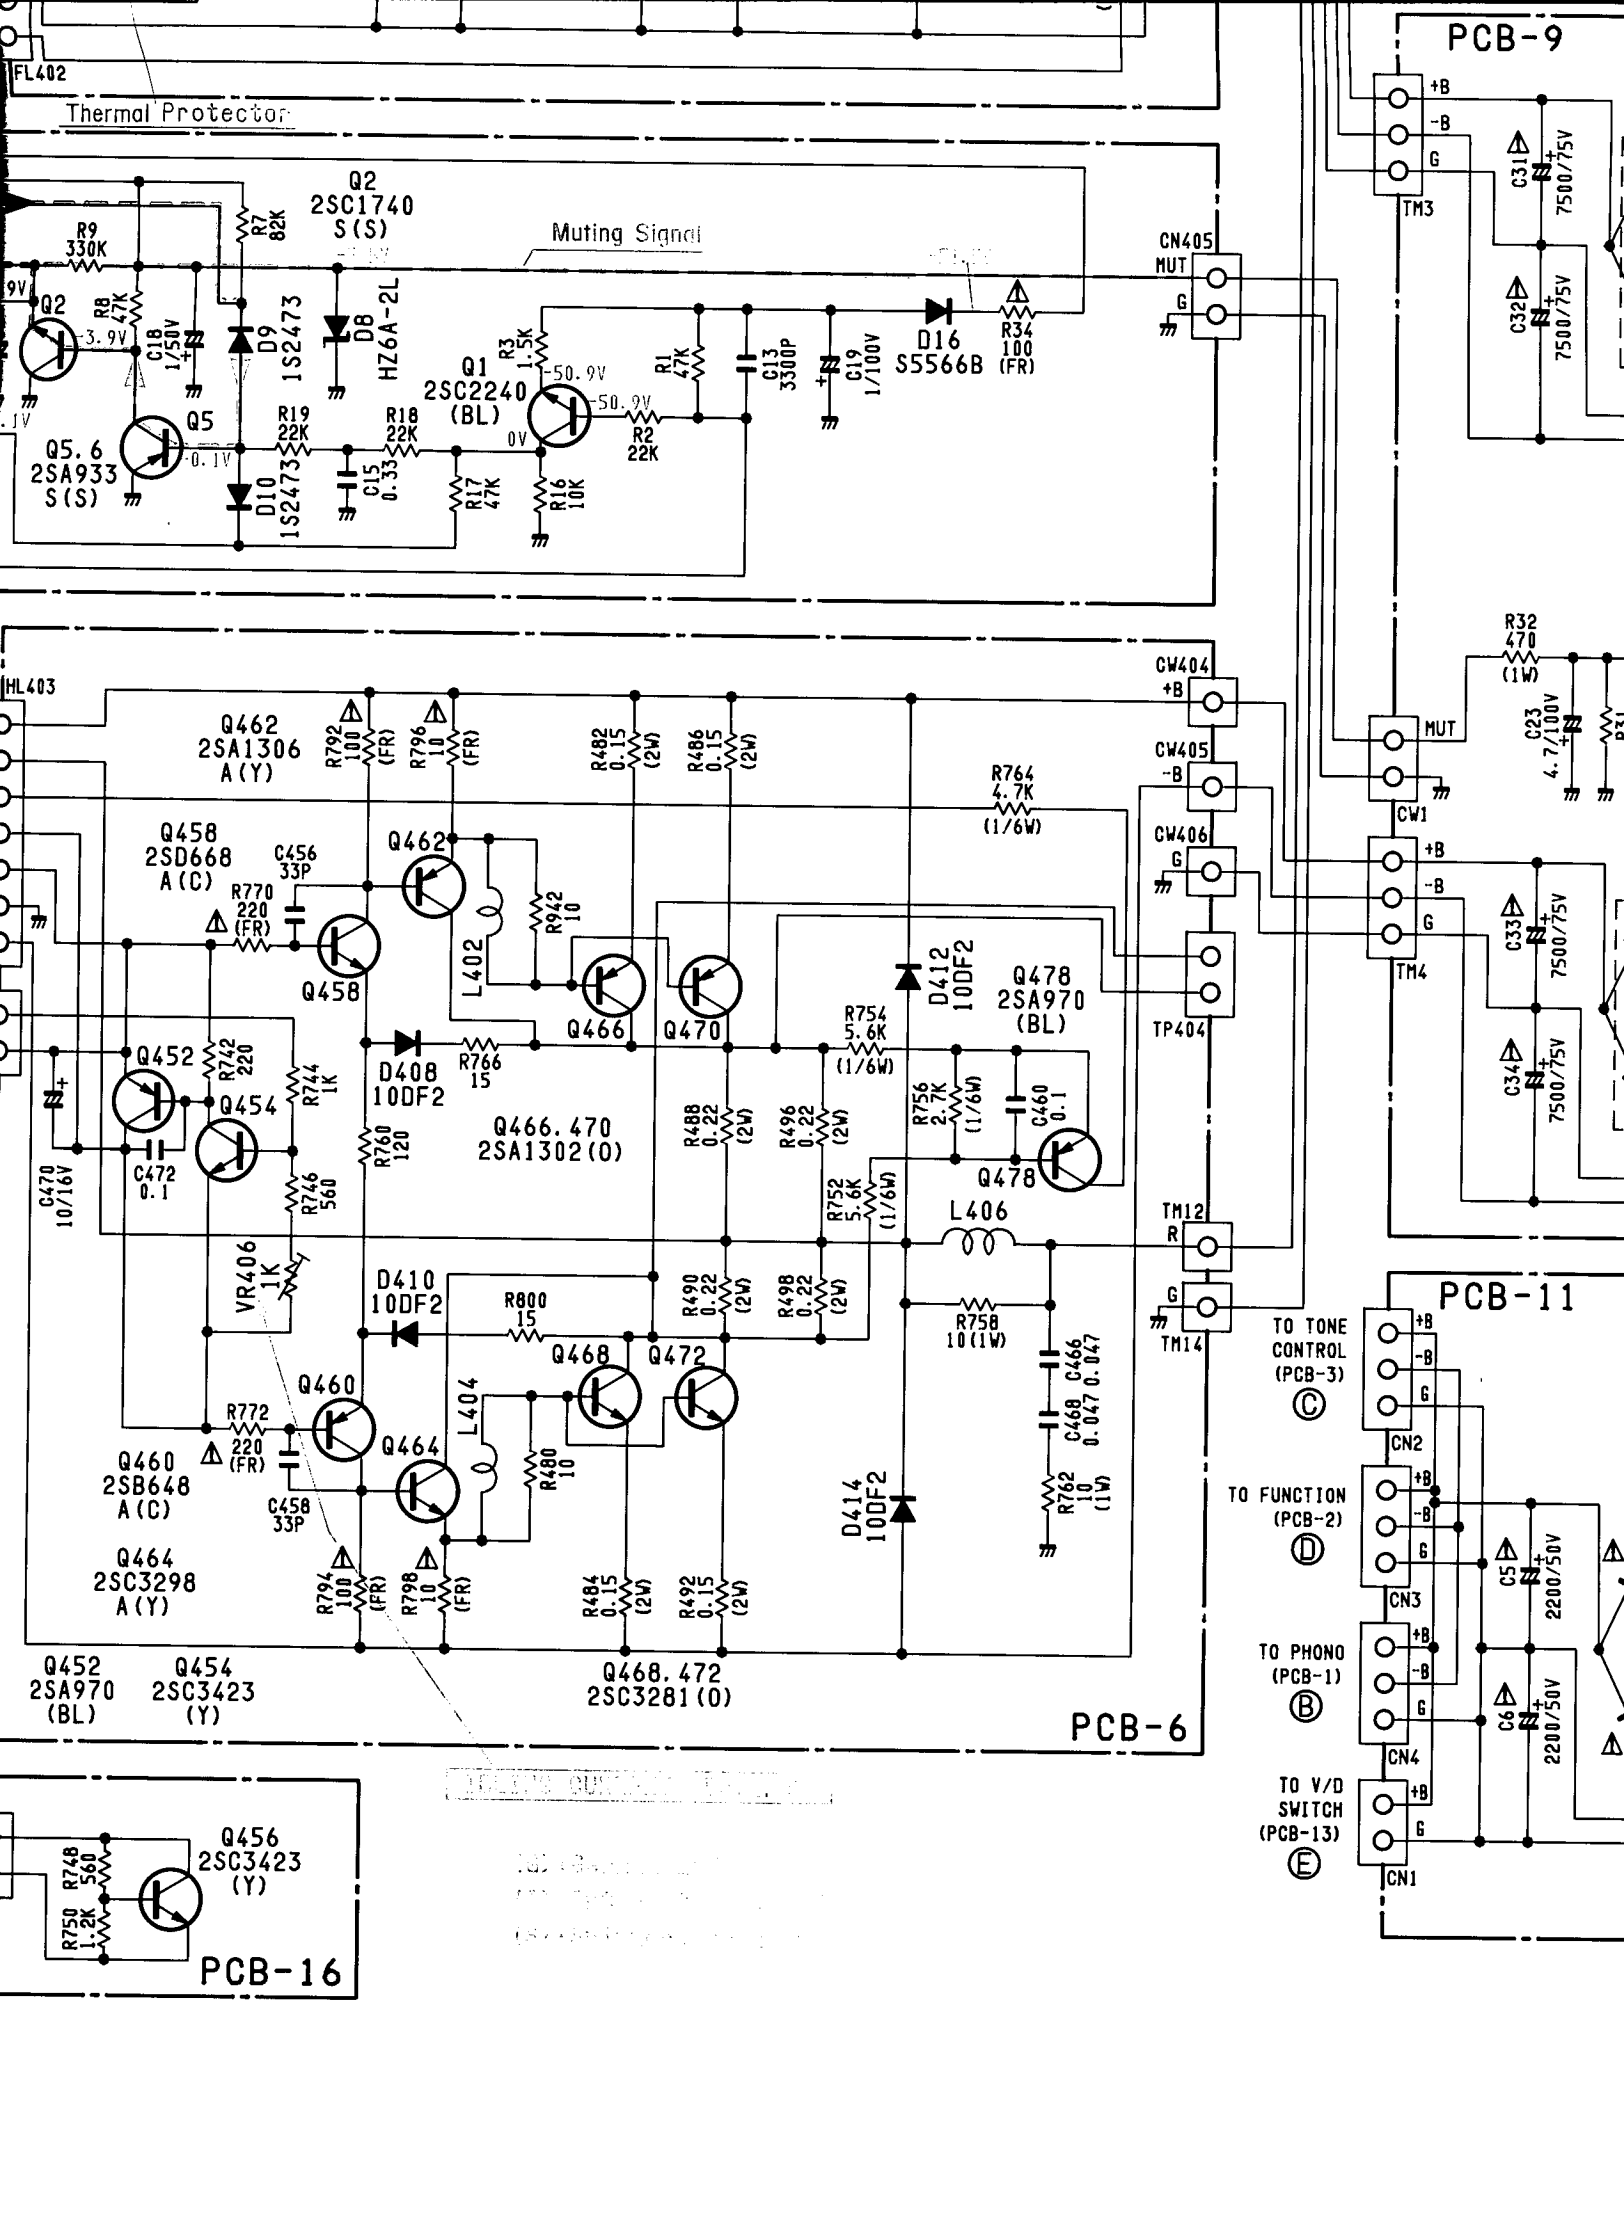 PCB-9
FL402
Thermal Protector
+B
-B
G
TM3
C31
7500/75V
C32
7500/75V
Q2
2SC1740
S(S)
R7
82K
R9
330K
Muting Signal
CN405
MUT
G
9V
Q2
R8
47K
-3.9V
C18
1/50V
D9
1S2473
D8
HZ6A-2L
Q1
2SC2240
(BL)
R3
1.5K
-50.9V
-50.9V
R1
47K
C13
3300P
C19
1/100V
D16
S5566B
R34
100
(FR)
.1V
Q5
Q5.6
2SA933
S(S)
-0.1V
R19
22K
R18
22K
0V
R2
22K
D10
1S2473
C15
0.33
R17
47K
R16
10K
R32
470
(1W)
C23
4.7/100V
R31
HL403
CW404
+B
CW405
-B
CW406
G
MUT
CW1
Q462
2SA1306
A(Y)
R792
100
(FR)
R796
10
(FR)
R482
0.15
(2W)
R486
0.15
(2W)
R764
4.7K
(1/6W)
+B
-B
G
TM4
C33
7500/75V
C34
7500/75V
Q458
2SD668
A(C)
C456
33P
Q462
R770
220
(FR)
R942
10
L402
Q458
Q466
Q470
D412
10DF2
Q478
2SA970
(BL)
TP404
R754
5.6K
(1/6W)
D408
10DF2
R766
15
Q452
R742
220
R744
1K
Q454
C470
10/16V
C472
0.1
R746
560
R760
120
Q466.470
2SA1302(O)
R488
0.22
(2W)
R496
0.22
(2W)
R756
2.7K
(1/6W)
C460
0.1
Q478
R752
5.6K
(1/6W)
L406
TM12
R
G
TM14
VR406
1K
D410
10DF2
R800
15
R490
0.22
(2W)
R498
0.22
(2W)
R758
10(1W)
Q468
Q472
C466
0.047
C468
0.047
R762
10
(1W)
Q460
R772
220
(FR)
Q464
L404
R480
10
C458
33P
Q460
2SB648
A(C)
Q464
2SC3298
A(Y)
R794
100
(FR)
R798
10
(FR)
R484
0.15
(2W)
R492
0.15
(2W)
D414
10DF2
Q452
2SA970
(BL)
Q454
2SC3423
(Y)
Q468.472
2SC3281(O)
PCB-6
PCB-11
TO TONE
CONTROL
(PCB-3)
C
+B
-B
G
CN2
TO FUNCTION
(PCB-2)
D
+B
-B
G
CN3
C5
2200/50V
TO PHONO
(PCB-1)
B
+B
-B
G
CN4
C6
2200/50V
TO V/D
SWITCH
(PCB-13)
E
+B
G
CN1
R748
560
R750
1.2K
Q456
2SC3423
(Y)
PCB-16